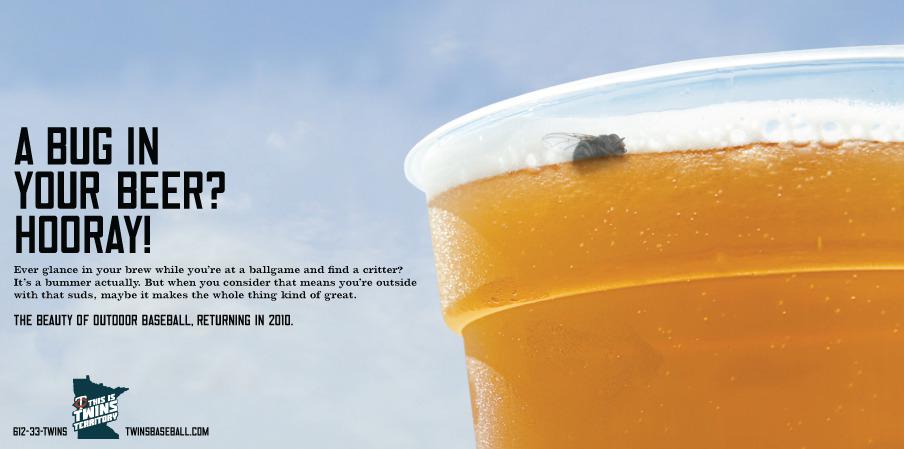 A BUG IN
YOUR BEER?
HOORAY!
Ever glance in your brew while you're at a ballgame and find a critter?
It's a bummer actually. But when you consider that means you're outside
with that suds, maybe it makes the whole thing kind of great.
THE BEAUTY OF OUTDOOR BASEBALL, RETURNING IN 2010.
THIS IS
TWINS
TERRITORY
612-33-TWINS
TWINSBASEBALL.COM